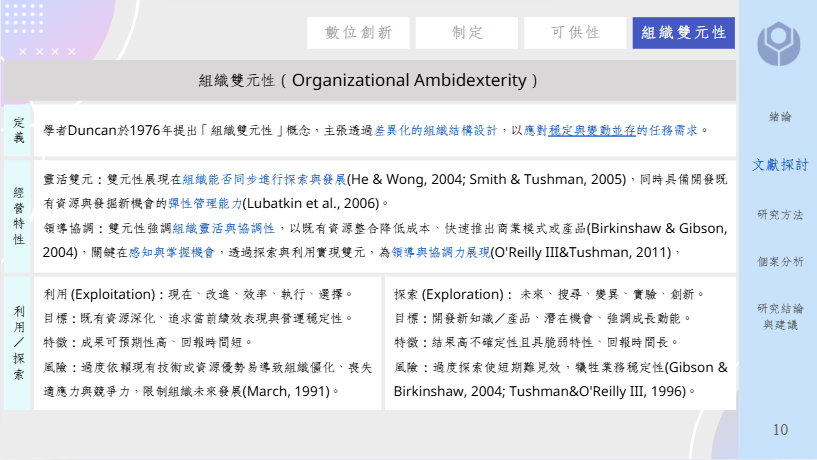 數位創新
制定
可供性
組織雙元性
組織雙元性（Organizational Ambidexterity）
定義
學者Duncan於1976年提出「組織雙元性」概念，主張透過差異化的組織結構設計，以應對穩定與變動並存的任務需求。
經營特性
靈活雙元：雙元性展現在組織能否同步進行探索與發展(He & Wong, 2004; Smith & Tushman, 2005)，同時具備開發既
有資源與發掘新機會的彈性管理能力(Lubatkin et al., 2006)。
領導協調：雙元性強調組織靈活與協調性，以既有資源整合降低成本、快速推出商業模式或產品(Birkinshaw & Gibson,
2004)，關鍵在感知與掌握機會，透過探索與利用實現雙元，為領導與協調力展現(O'Reilly III&Tushman, 2011)，
利用／探索
利用 (Exploitation)：現在、改進、效率、執行、選擇。
目標：既有資源深化、追求當前績效表現與營運穩定性。
特徵：成果可預期性高、回報時間短。
風險：過度依賴現有技術或資源優勢易導致組織僵化、喪失
適應力與競爭力，限制組織未來發展(March, 1991)。
探索 (Exploration)： 未來、搜尋、變異、實驗、創新。
目標：開發新知識／產品、潛在機會、強調成長動能。
特徵：結果高不確定性且具脆弱特性、回報時間長。
風險：過度探索使短期難見效，犧牲業務穩定性(Gibson &
Birkinshaw, 2004; Tushman&O'Reilly III, 1996)。
緒論
文獻探討
研究方法
個案分析
研究結論
與建議
10